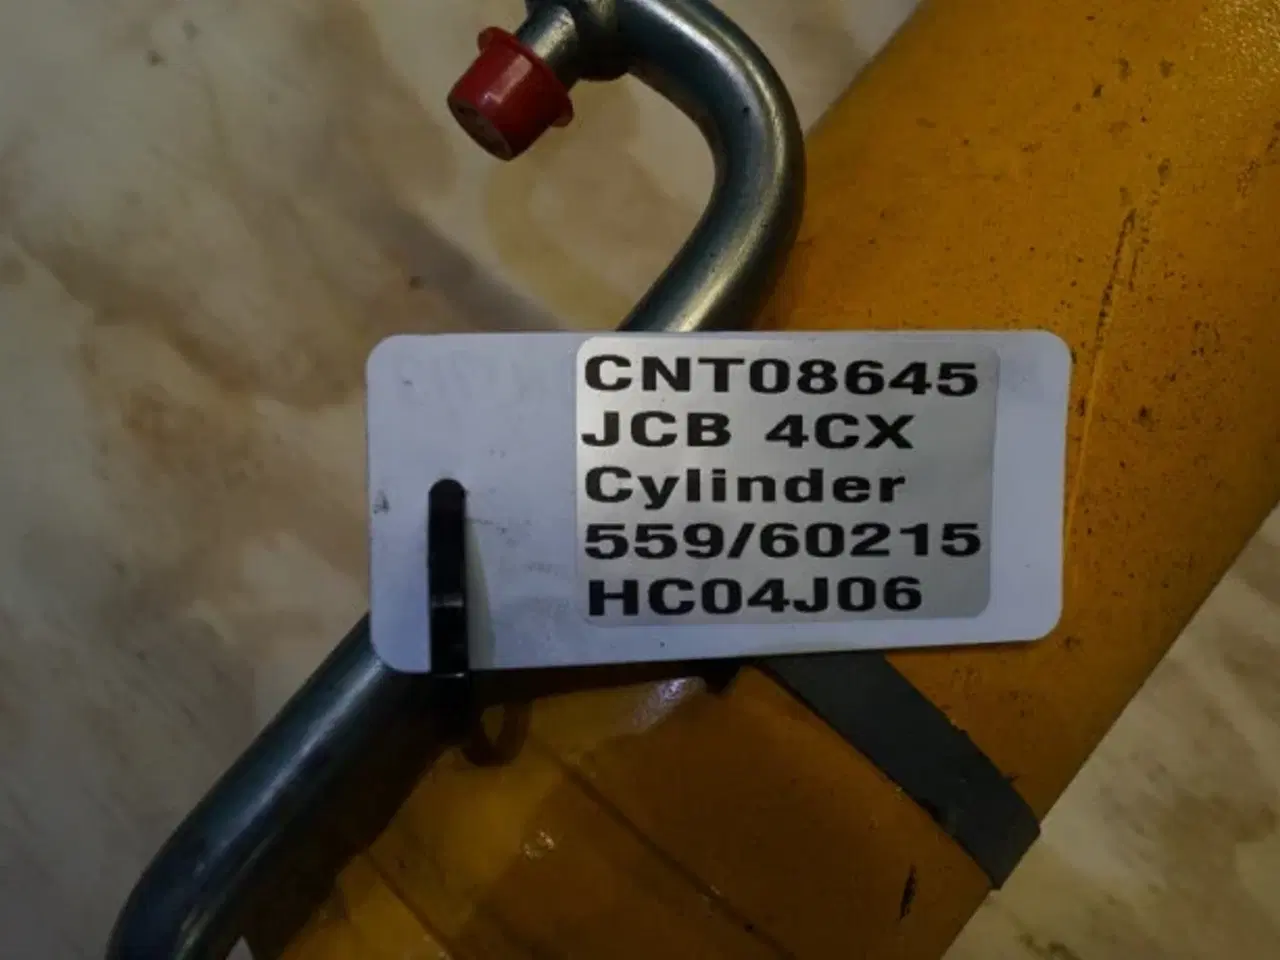 CNT08645
JCB 4CX
Cylinder
559/60215
HC04J06